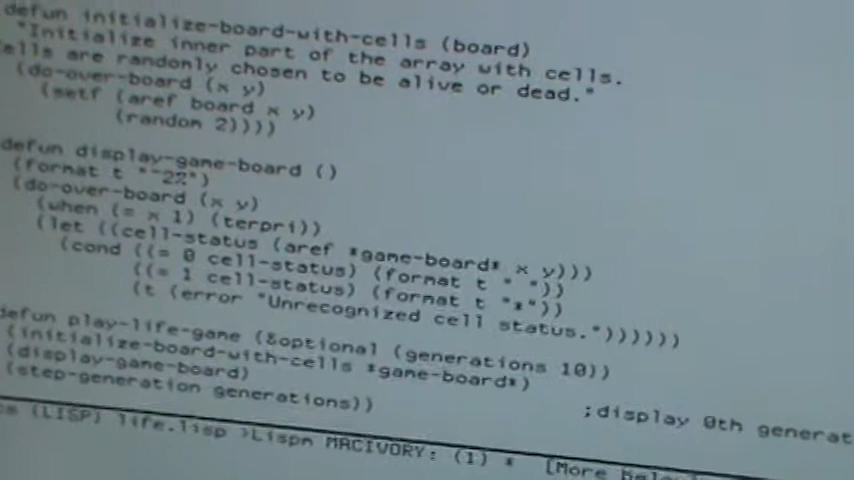 defun initialize-board-with-cells (board)
"Initialize inner part of the array with cells.
ells are randomly chosen to be alive or dead."
(do-over-board (x y)
(setf (aref board x y)
(random 2))))
defun display-game-board ()
(format t "~2%")
(do-over-board (x y)
(when (= x 1) (terpri))
(let ((cell-status (aref *game-board* x y)))
(cond ((= 0 cell-status) (format t " "))
((= 1 cell-status) (format t "*"))
(t (error "Unrecognized cell status."))))))
defun play-life-game (&optional (generations 10))
(initialize-board-with-cells *game-board*)
(display-game-board) ;display 0th generat
(step-generation generations))
(LISP) life.lisp >Lispm MACIVORY: (1) * [More below